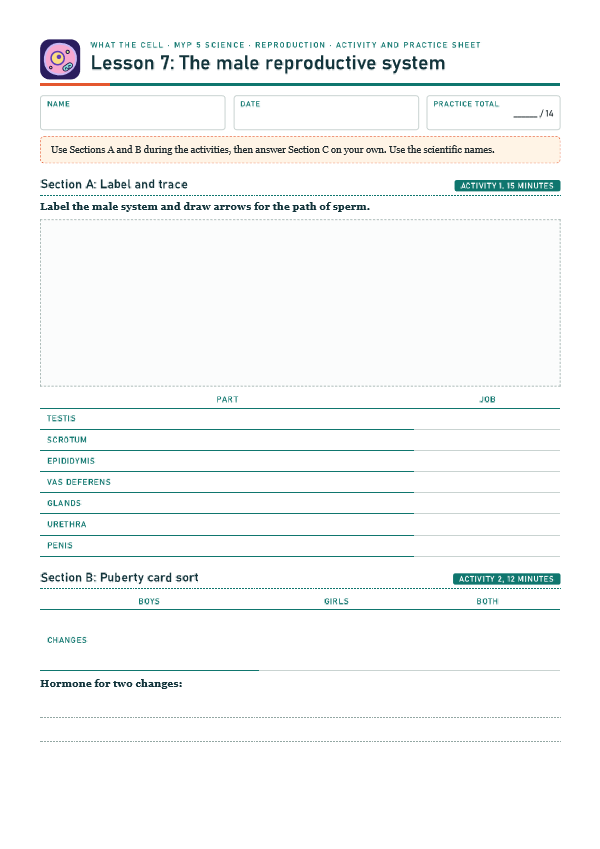 WHAT THE CELL · MYP 5 SCIENCE · REPRODUCTION · ACTIVITY AND PRACTICE SHEET
Lesson 7: The male reproductive system
NAME
DATE
PRACTICE TOTAL
_____ / 14
Use Sections A and B during the activities, then answer Section C on your own. Use the scientific names.
Section A: Label and trace
ACTIVITY 1, 15 MINUTES
Label the male system and draw arrows for the path of sperm.
PART JOB
TESTIS
SCROTUM
EPIDIDYMIS
VAS DEFERENS
GLANDS
URETHRA
PENIS
Section B: Puberty card sort
ACTIVITY 2, 12 MINUTES
BOYS GIRLS BOTH
CHANGES
Hormone for two changes: